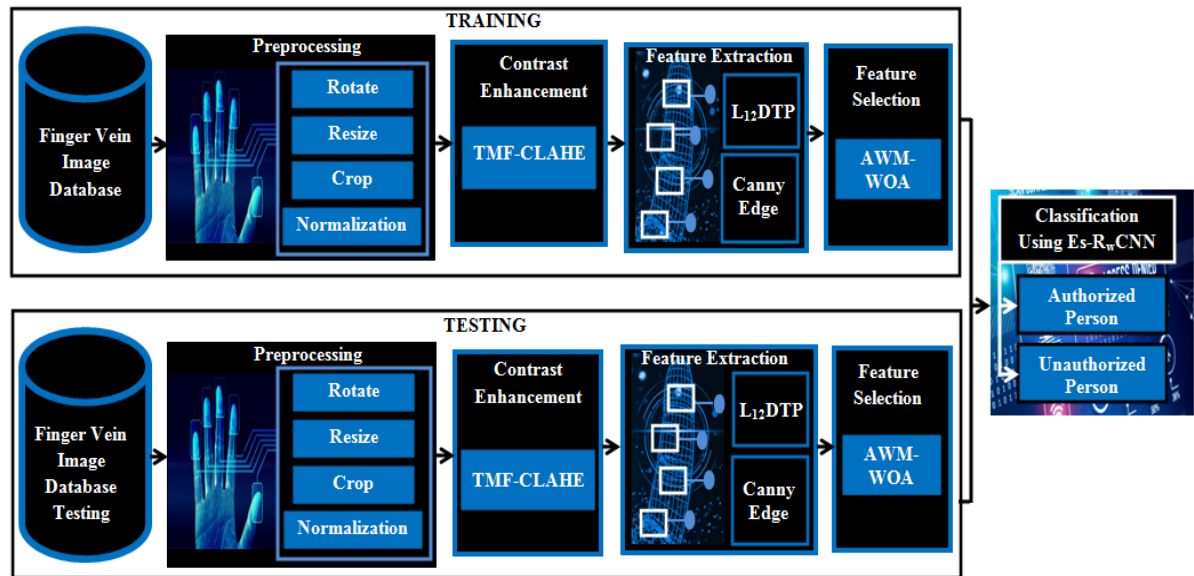 TRAINING
Finger Vein
Image
Database
Preprocessing
Rotate
Resize
Crop
Normalization
Contrast
Enhancement
TMF-CLAHE
Feature Extraction
L₁₂DTP
Canny
Edge
Feature
Selection
AWM-
WOA
Classification
Using Es-R𝓌CNN
ACCESS DENIED
Authorized
Person
Unauthorized
Person
TESTING
Finger Vein
Image
Database
Testing
Preprocessing
Rotate
Resize
Crop
Normalization
Contrast
Enhancement
TMF-CLAHE
Feature Extraction
L₁₂DTP
Canny
Edge
Feature
Selection
AWM-
WOA